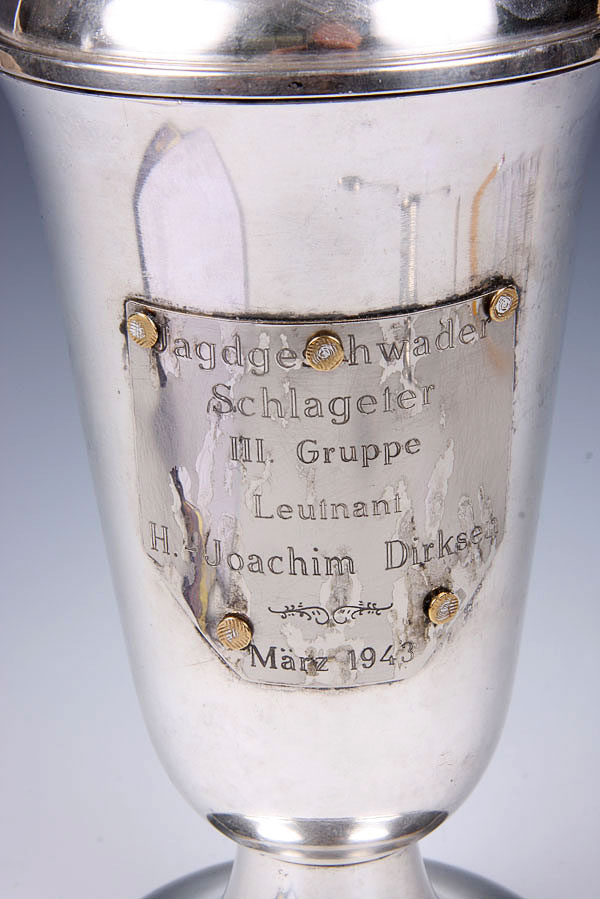 Jagdgeschwader
Schlageter
III. Gruppe
Leutnant
H.-Joachim Dirksen
März 1943